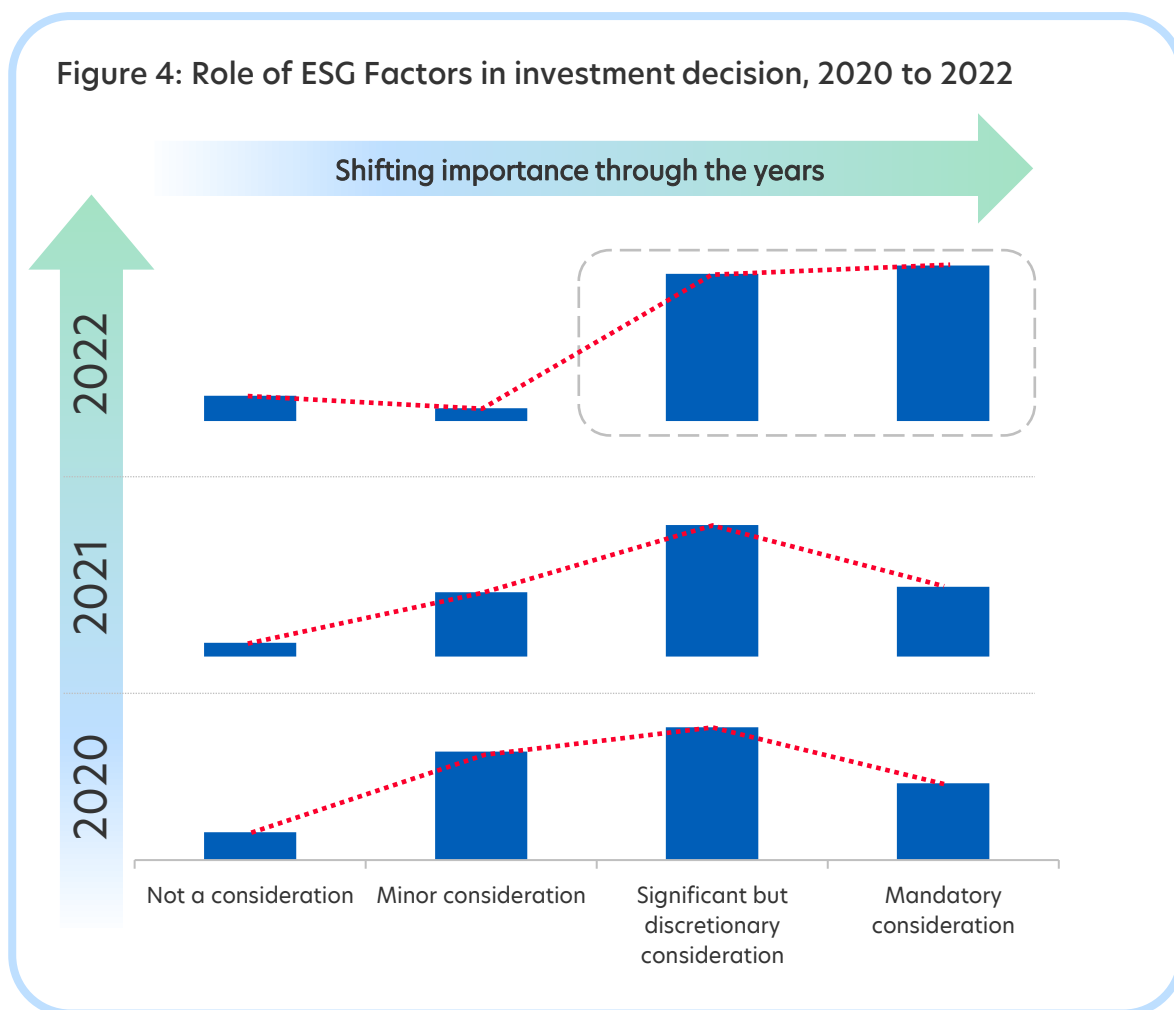 Figure 4: Role of ESG Factors in investment decision, 2020 to 2022
Shifting importance through the years
2022
2021
2020
Not a consideration
Minor consideration
Significant but
discretionary
consideration
Mandatory
consideration